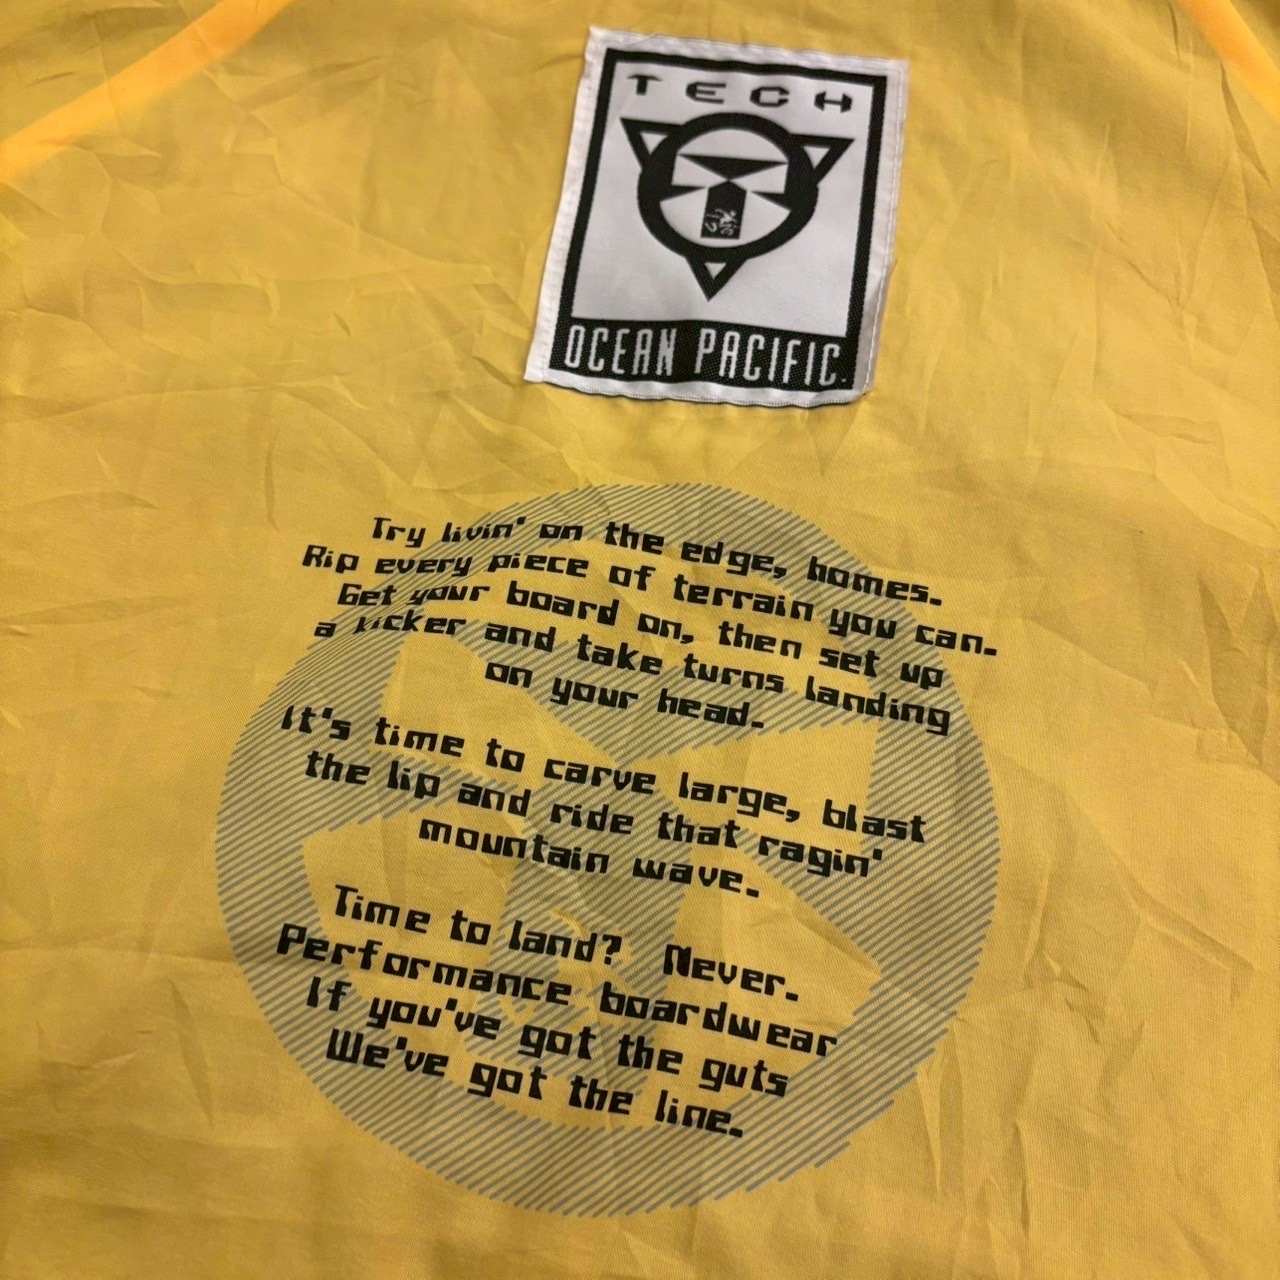 TECH
OCEAN PACIFIC.
Try livin' on the edge, homes.
Rip every piece of terrain you can.
Get your board on, then set up
a kicker and take turns landing
on your head.
It's time to carve large, blast
the lip and ride that ragin'
mountain wave.
Time to land? Never.
Performance boardwear
If you've got the guts
We've got the line.